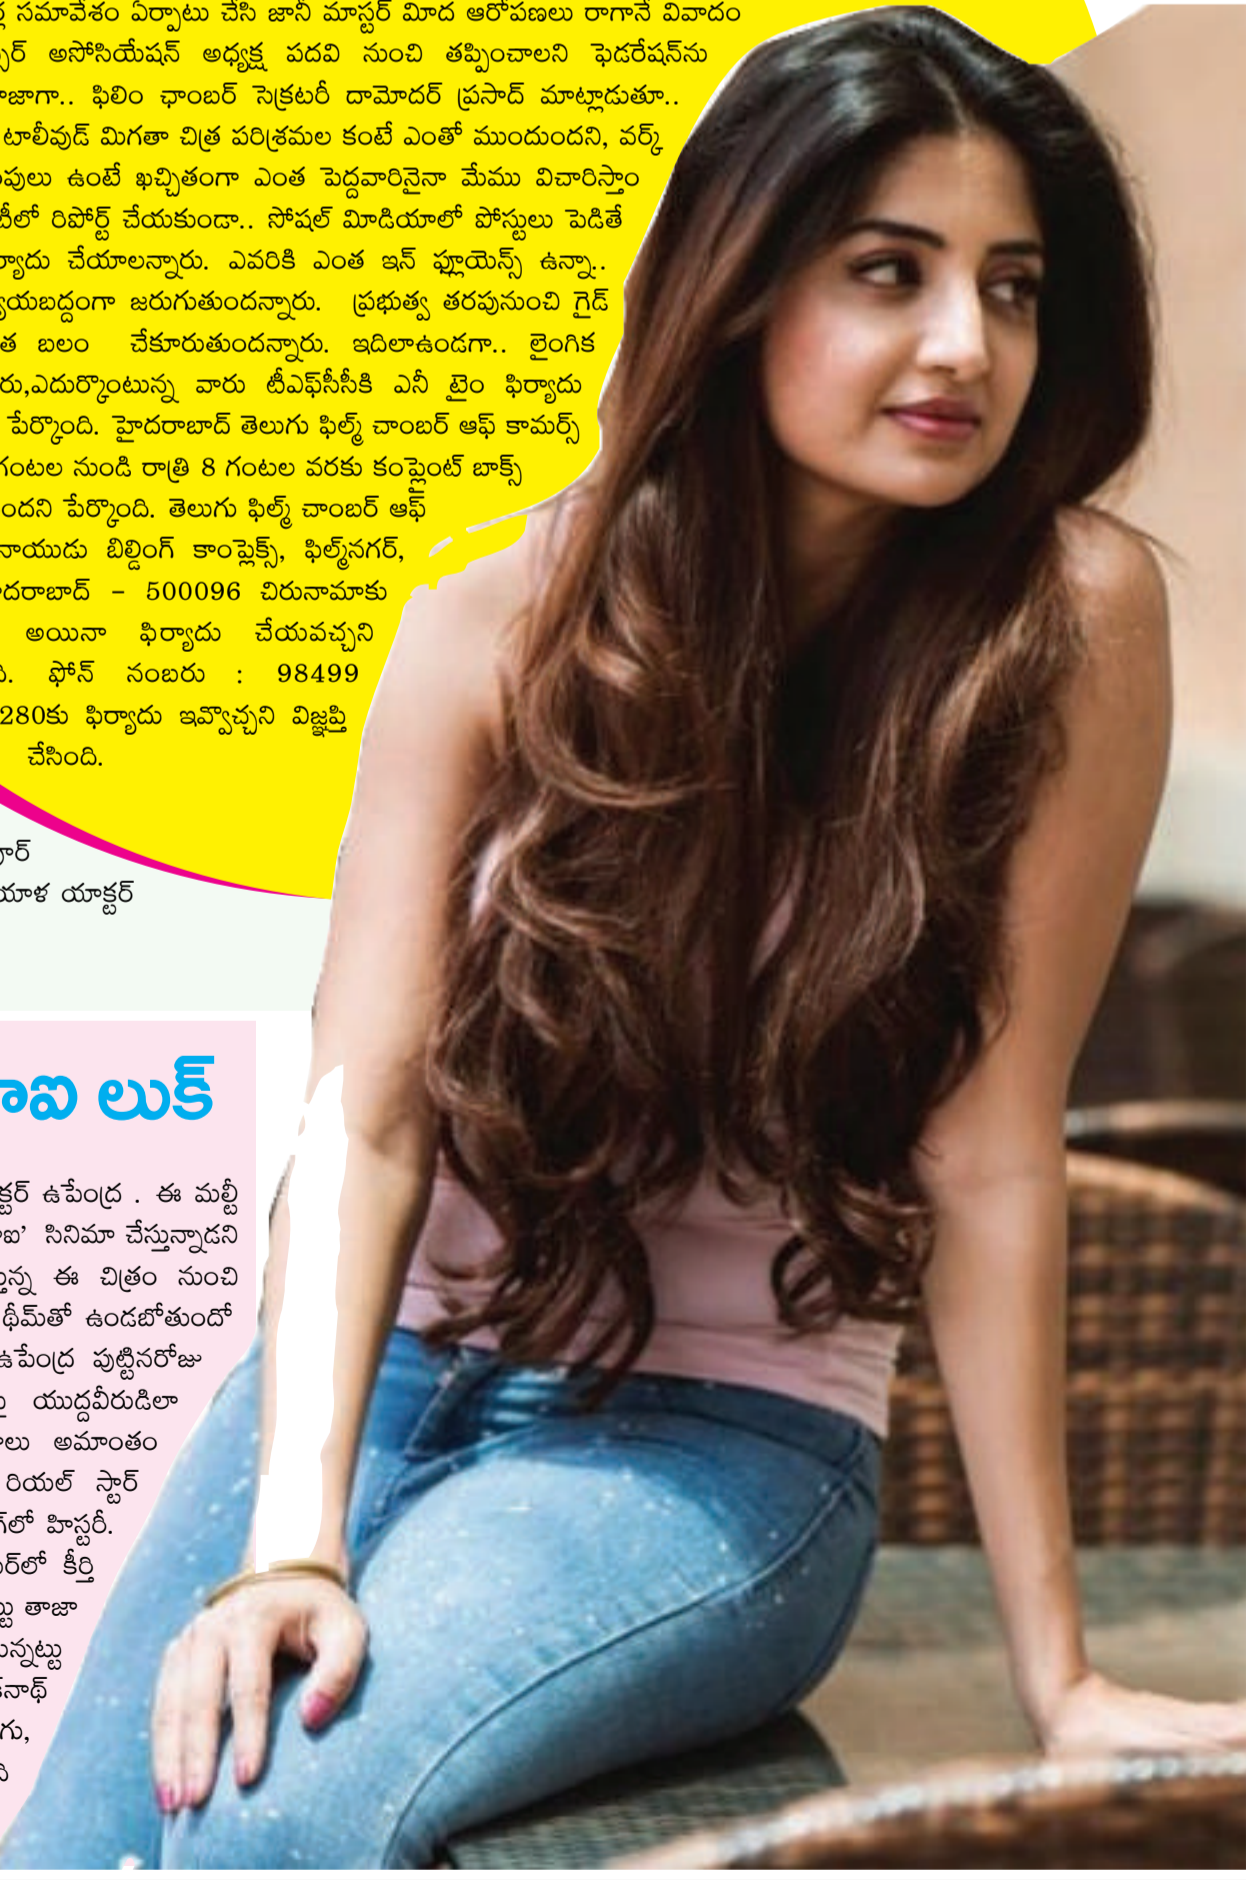 సమావేశం ఏర్పాటు చేసి జానీ మాస్టర్ మీద ఆరోపణలు రాగానే వివాదం
అసోసియేషన్ అధ్యక్ష పదవి నుంచి తప్పించాలని ఫెడరేషన్‌ను
ఫిలిం ఛాంబర్ సెక్రటరీ దామోదర్ ప్రసాద్ మాట్లాడుతూ..
టాలీవుడ్ మిగతా చిత్ర పరిశ్రమల కంటే ఎంతో ముందుందని, వర్క్
ఉంటే ఖచ్చితంగా ఎంత పెద్దవారినైనా మేము విచారిస్తాం
రిపోర్ట్ చేయకుండా.. సోషల్ మీడియాలో పోస్టులు పెడితే
చేయాలన్నారు. ఎవరికి ఎంత ఇన్ ఫ్లూయెన్స్ ఉన్నా..
జరుగుతుందన్నారు. ప్రభుత్వ తరపునుంచి గైడ్
బలం చేకూరుతుందన్నారు. ఇదిలాఉండగా.. లైంగిక
రు,ఎదుర్కొంటున్న వారు టీఎఫ్‌సీసీకి ఎనీ టైం ఫిర్యాదు
పేర్కొంది. హైదరాబాద్ తెలుగు ఫిల్మ్ చాంబర్ ఆఫ్ కామర్స్
గంటల నుండి రాత్రి 8 గంటల వరకు కంప్లైంట్ బాక్స్
ందని పేర్కొంది. తెలుగు ఫిల్మ్ చాంబర్ ఆఫ్
నాయుడు బిల్డింగ్ కాంప్లెక్స్, ఫిల్మ్‌నగర్,
దరాబాద్ - 500096 చిరునామాకు
అయినా ఫిర్యాదు చేయవచ్చని
ఫోన్ నంబరు : 98499
280కు ఫిర్యాదు ఇవ్వొచ్చని విజ్ఞప్తి
చేసింది.
యాళ యాక్టర్
ఐ లుక్
ఉపేంద్ర . ఈ మల్టీ
ఐ' సినిమా చేస్తున్నాడని
ఈ చిత్రం నుంచి
థీమ్‌తో ఉండబోతుందో
ఉపేంద్ర పుట్టినరోజు
యుద్దవీరుడిలా
లు అమాంతం
రియల్ స్టార్
లో హిస్టరీ.
ర్‌లో కీర్తి
తాజా
న్నట్టు
నాథ్
గు,